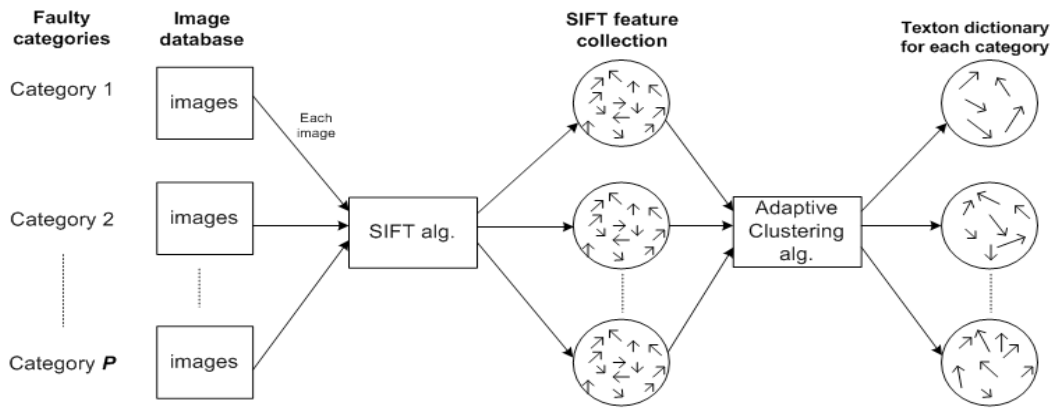 Faulty
categories
Image
database
SIFT feature
collection
Texton dictionary
for each category
Category 1
images
Each
image
Category 2
images
SIFT alg.
Adaptive
Clustering
alg.
Category P
images